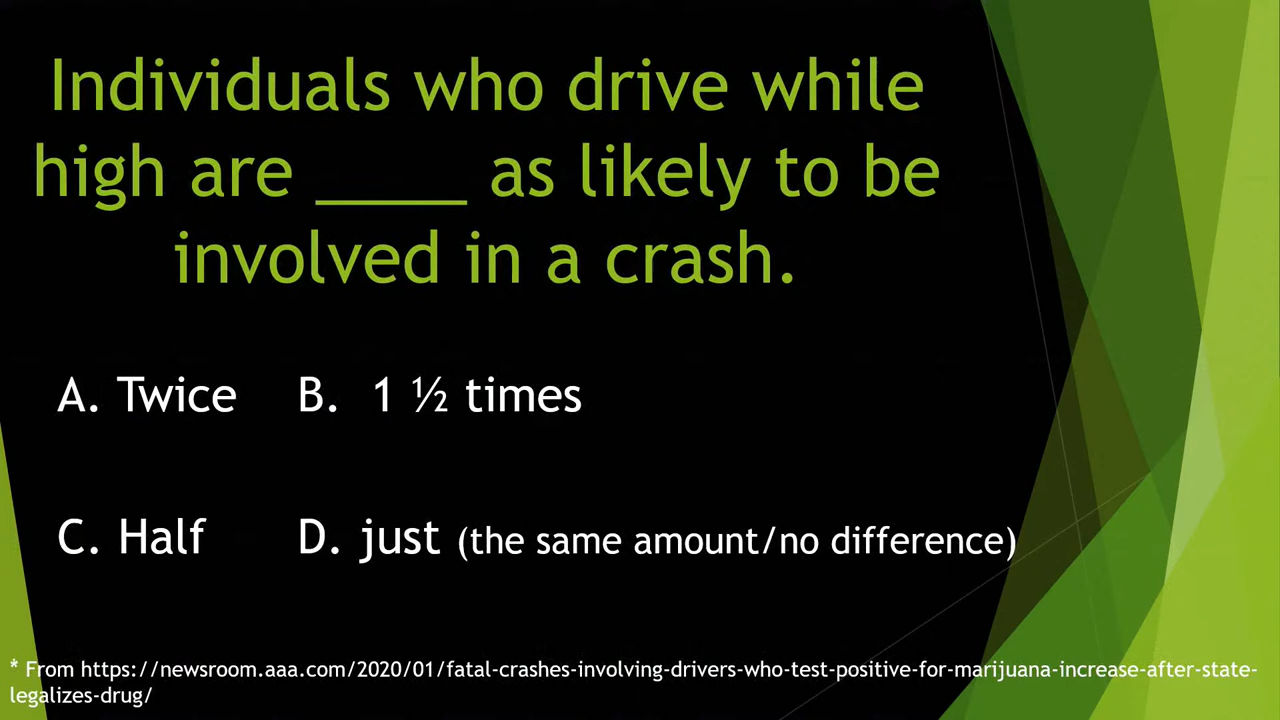 Individuals who drive while
high are ____ as likely to be
involved in a crash.
A. Twice B. 1 ½ times
C. Half D. just (the same amount/no difference)
* From https://newsroom.aaa.com/2020/01/fatal-crashes-involving-drivers-who-test-positive-for-marijuana-increase-after-state-
legalizes-drug/